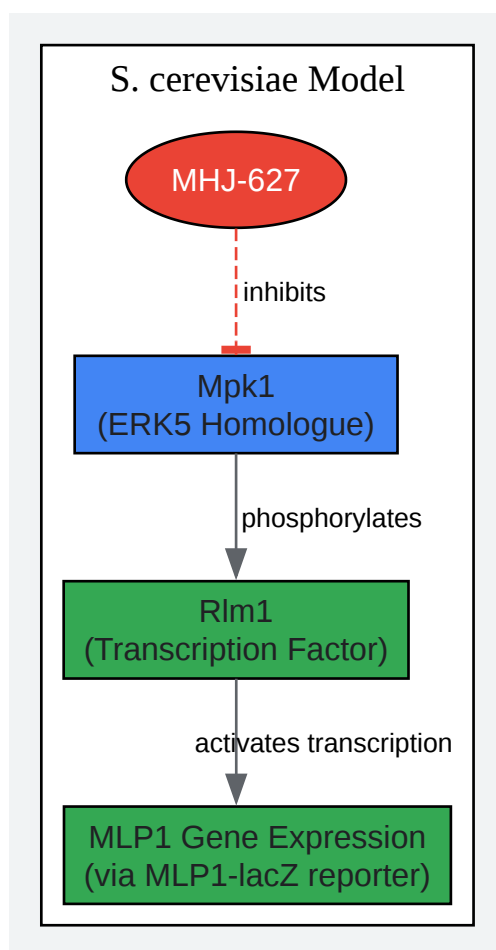 S. cerevisiae Model
MHJ-627
inhibits
Mpk1
(ERK5 Homologue)
phosphorylates
Rlm1
(Transcription Factor)
activates transcription
MLP1 Gene Expression
(via MLP1-lacZ reporter)